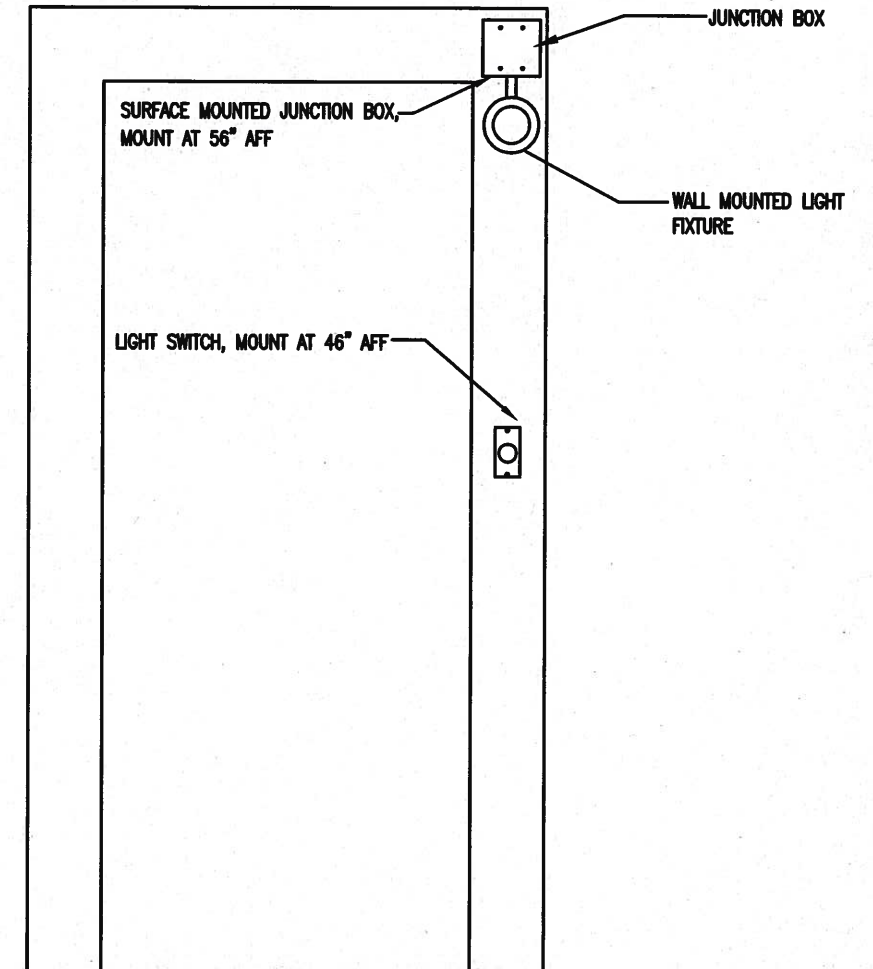 JUNCTION BOX
SURFACE MOUNTED JUNCTION BOX,
MOUNT AT 56" AFF
WALL MOUNTED LIGHT
FIXTURE
LIGHT SWITCH, MOUNT AT 46" AFF